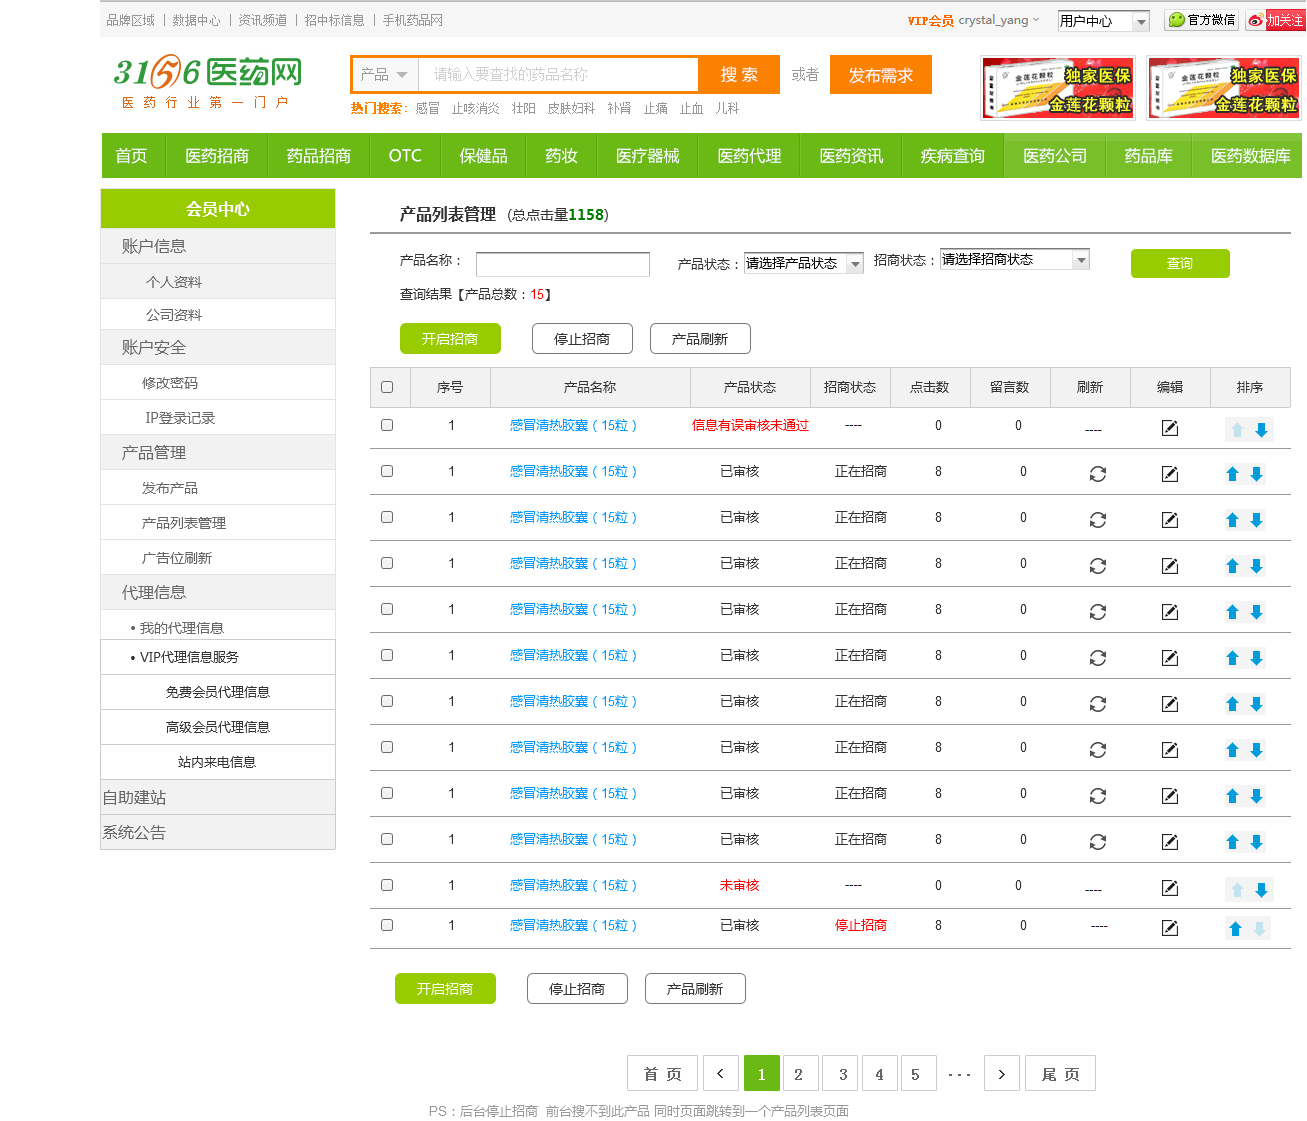 品牌区域 | 数据中心 | 资讯频道 | 招中标信息 | 手机药品网
VIP会员 crystal_yang 用户中心 官方微信 加关注
3156医药网
医药行业第一门户
产品 请输入要查找的药品名称 搜 索 或者 发布需求
热门搜索： 感冒 止咳消炎 壮阳 皮肤妇科 补肾 止痛 止血 儿科
金莲花颗粒 独家医保 金莲花颗粒
金莲花颗粒 独家医保 金莲花颗粒
首页 医药招商 药品招商 OTC 保健品 药妆 医疗器械 医药代理 医药资讯 疾病查询 医药公司 药品库 医药数据库
会员中心
账户信息
个人资料
公司资料
账户安全
修改密码
IP登录记录
产品管理
发布产品
产品列表管理
广告位刷新
代理信息
• 我的代理信息
• VIP代理信息服务
免费会员代理信息
高级会员代理信息
站内来电信息
自助建站
系统公告
产品列表管理 （总点击量1158）
产品名称： 产品状态：请选择产品状态 招商状态：请选择招商状态 查询
查询结果【产品总数：15】
开启招商 停止招商 产品刷新
序号 产品名称 产品状态 招商状态 点击数 留言数 刷新 编辑 排序
1 感冒清热胶囊（15粒） 信息有误审核未通过 ---- 0 0 ----
1 感冒清热胶囊（15粒） 已审核 正在招商 8 0
1 感冒清热胶囊（15粒） 已审核 正在招商 8 0
1 感冒清热胶囊（15粒） 已审核 正在招商 8 0
1 感冒清热胶囊（15粒） 已审核 正在招商 8 0
1 感冒清热胶囊（15粒） 已审核 正在招商 8 0
1 感冒清热胶囊（15粒） 已审核 正在招商 8 0
1 感冒清热胶囊（15粒） 已审核 正在招商 8 0
1 感冒清热胶囊（15粒） 已审核 正在招商 8 0
1 感冒清热胶囊（15粒） 已审核 正在招商 8 0
1 感冒清热胶囊（15粒） 未审核 ---- 0 0 ----
1 感冒清热胶囊（15粒） 已审核 停止招商 8 0 ----
开启招商 停止招商 产品刷新
首 页 < 1 2 3 4 5 --- > 尾 页
PS：后台停止招商 前台搜不到此产品 同时页面跳转到一个产品列表页面